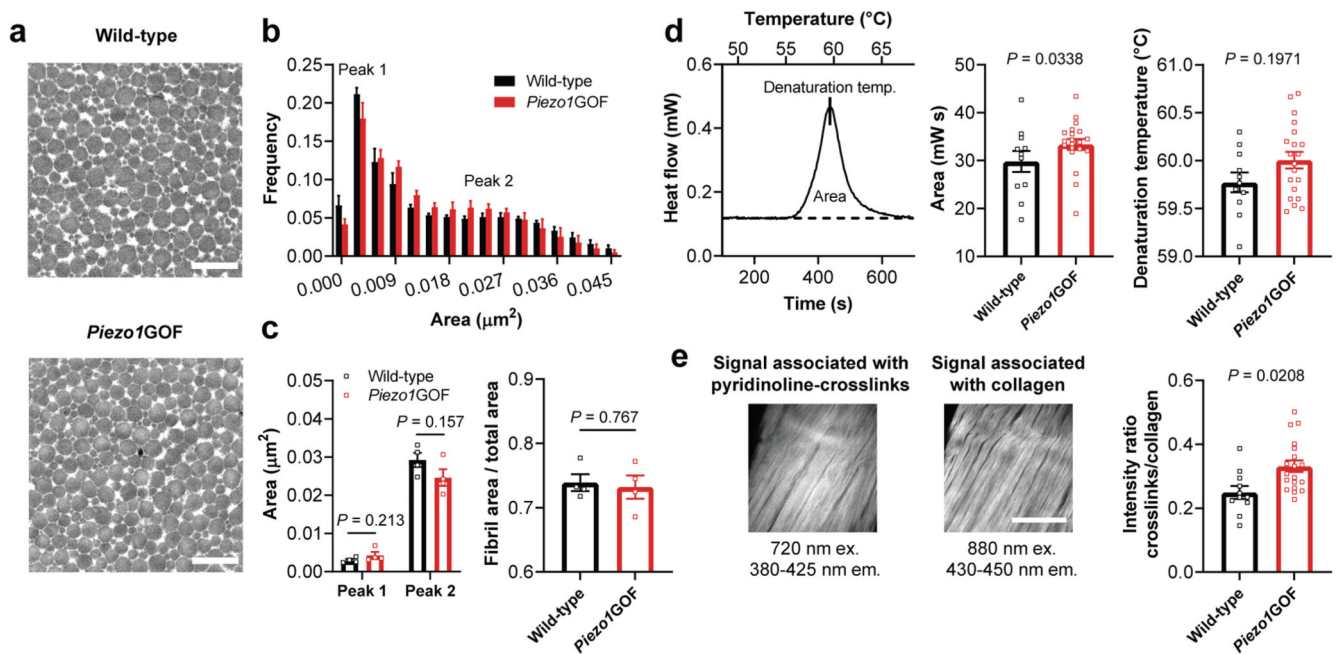 a
Wild-type
Piezo1GOF
b
Frequency
0.25
0.20
0.15
0.10
0.05
0.00
Peak 1
Peak 2
Wild-type
Piezo1GOF
0.000
0.009
0.018
0.027
0.036
0.045
Area (μm²)
c
Area (μm²)
0.05
0.04
0.03
0.02
0.01
0.00
Wild-type
Piezo1GOF
P = 0.157
P = 0.213
Peak 1
Peak 2
Fibril area / total area
0.9
0.8
0.7
0.6
P = 0.767
Wild-type
Piezo1GOF
d
Temperature (°C)
50
55
60
65
Heat flow (mW)
0.6
0.4
0.2
0.0
Denaturation temp.
Area
200
400
600
Time (s)
Area (mW s)
50
40
30
20
10
P = 0.0338
Wild-type
Piezo1GOF
Denaturation temperature (°C)
61.0
60.5
60.0
59.5
59.0
P = 0.1971
Wild-type
Piezo1GOF
e
Signal associated with
pyridinoline-crosslinks
720 nm ex.
380-425 nm em.
Signal associated
with collagen
880 nm ex.
430-450 nm em.
Intensity ratio
crosslinks/collagen
0.6
0.4
0.2
0.0
P = 0.0208
Wild-type
Piezo1GOF